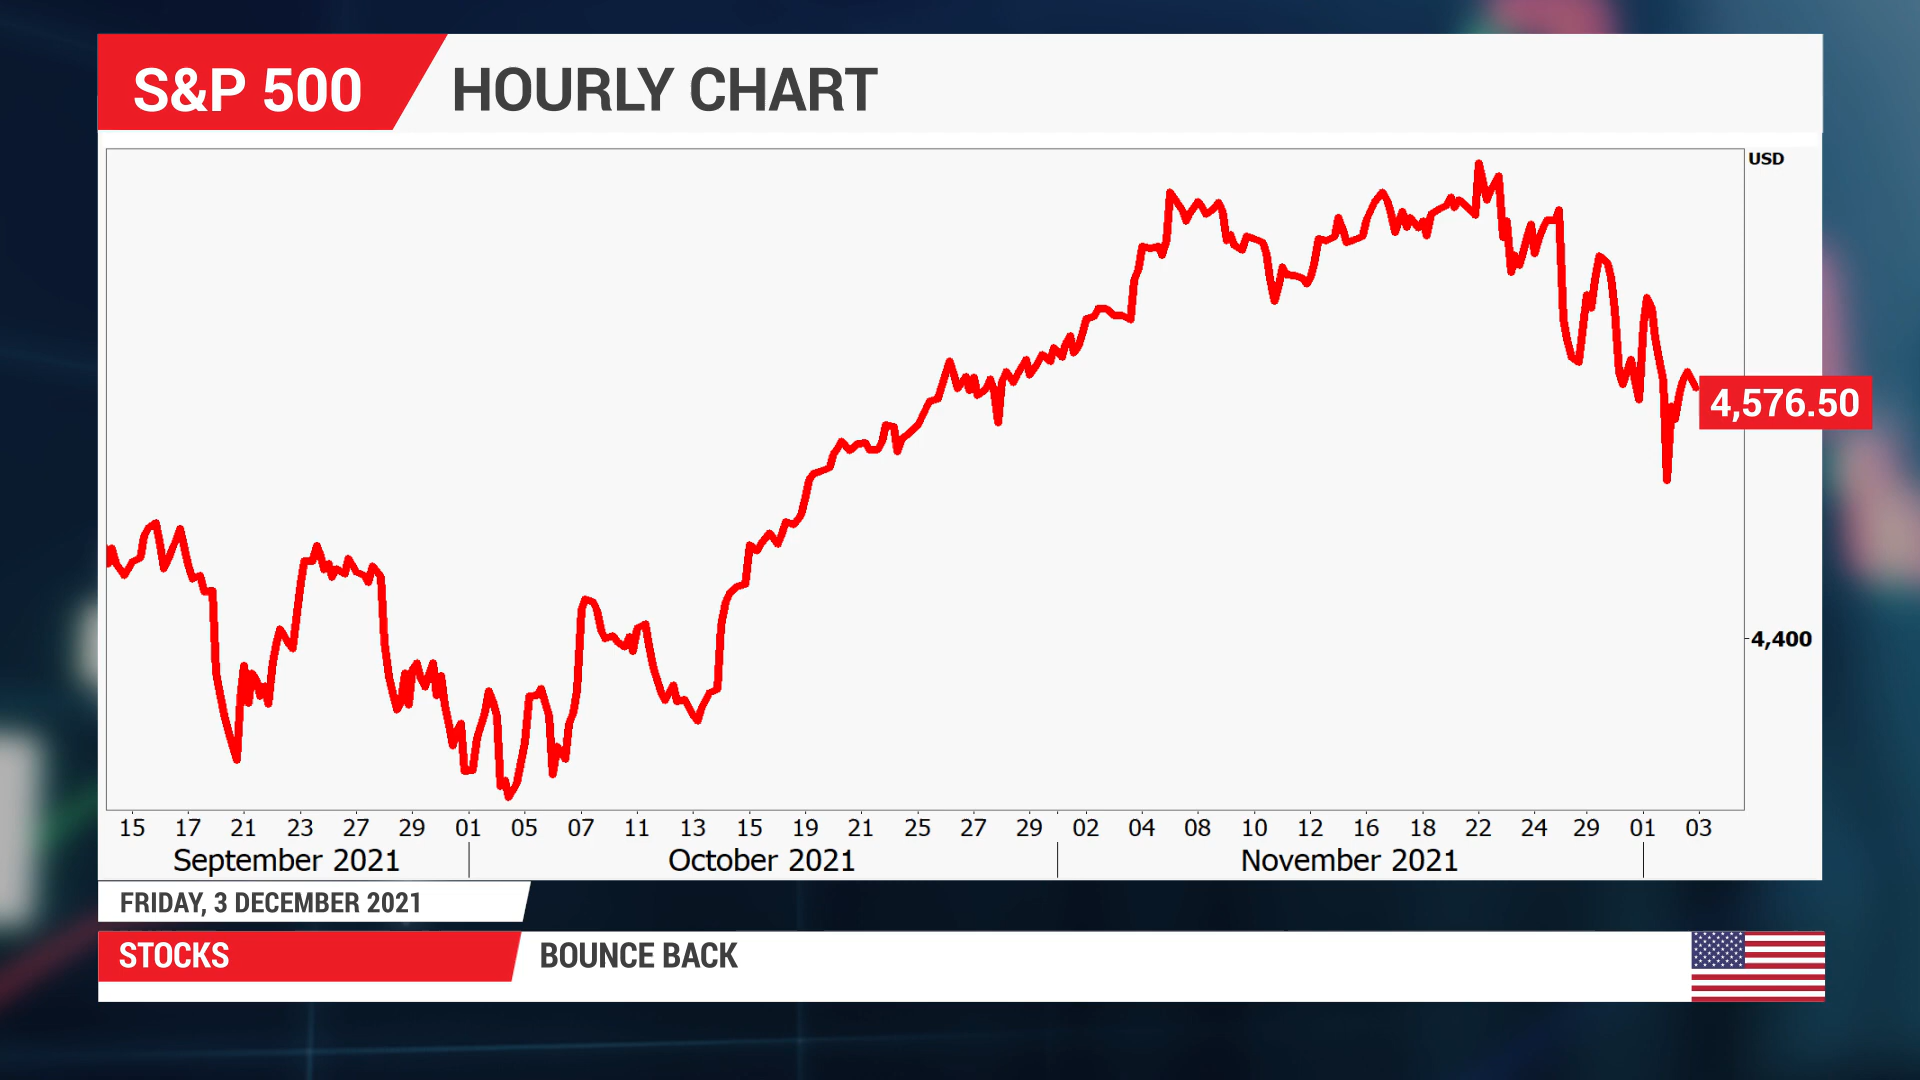 S&P 500 HOURLY CHART
USD
4,576.50
4,400
15 17 21 23 27 29 01 05 07 11 13 15 19 21 25 27 29 02 04 08 10 12 16 18 22 24 29 01 03
September 2021 October 2021 November 2021
FRIDAY, 3 DECEMBER 2021
STOCKS BOUNCE BACK